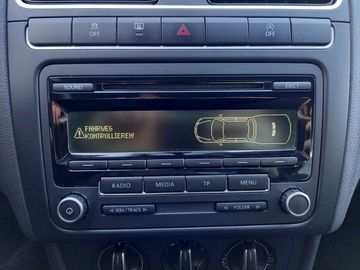 OFF
OFF
SOUND
EJECT
FAHRWEG
KONTROLLIEREN!
RADIO
MEDIA
TP
MENU
SEEK / TRACK
FOLDER